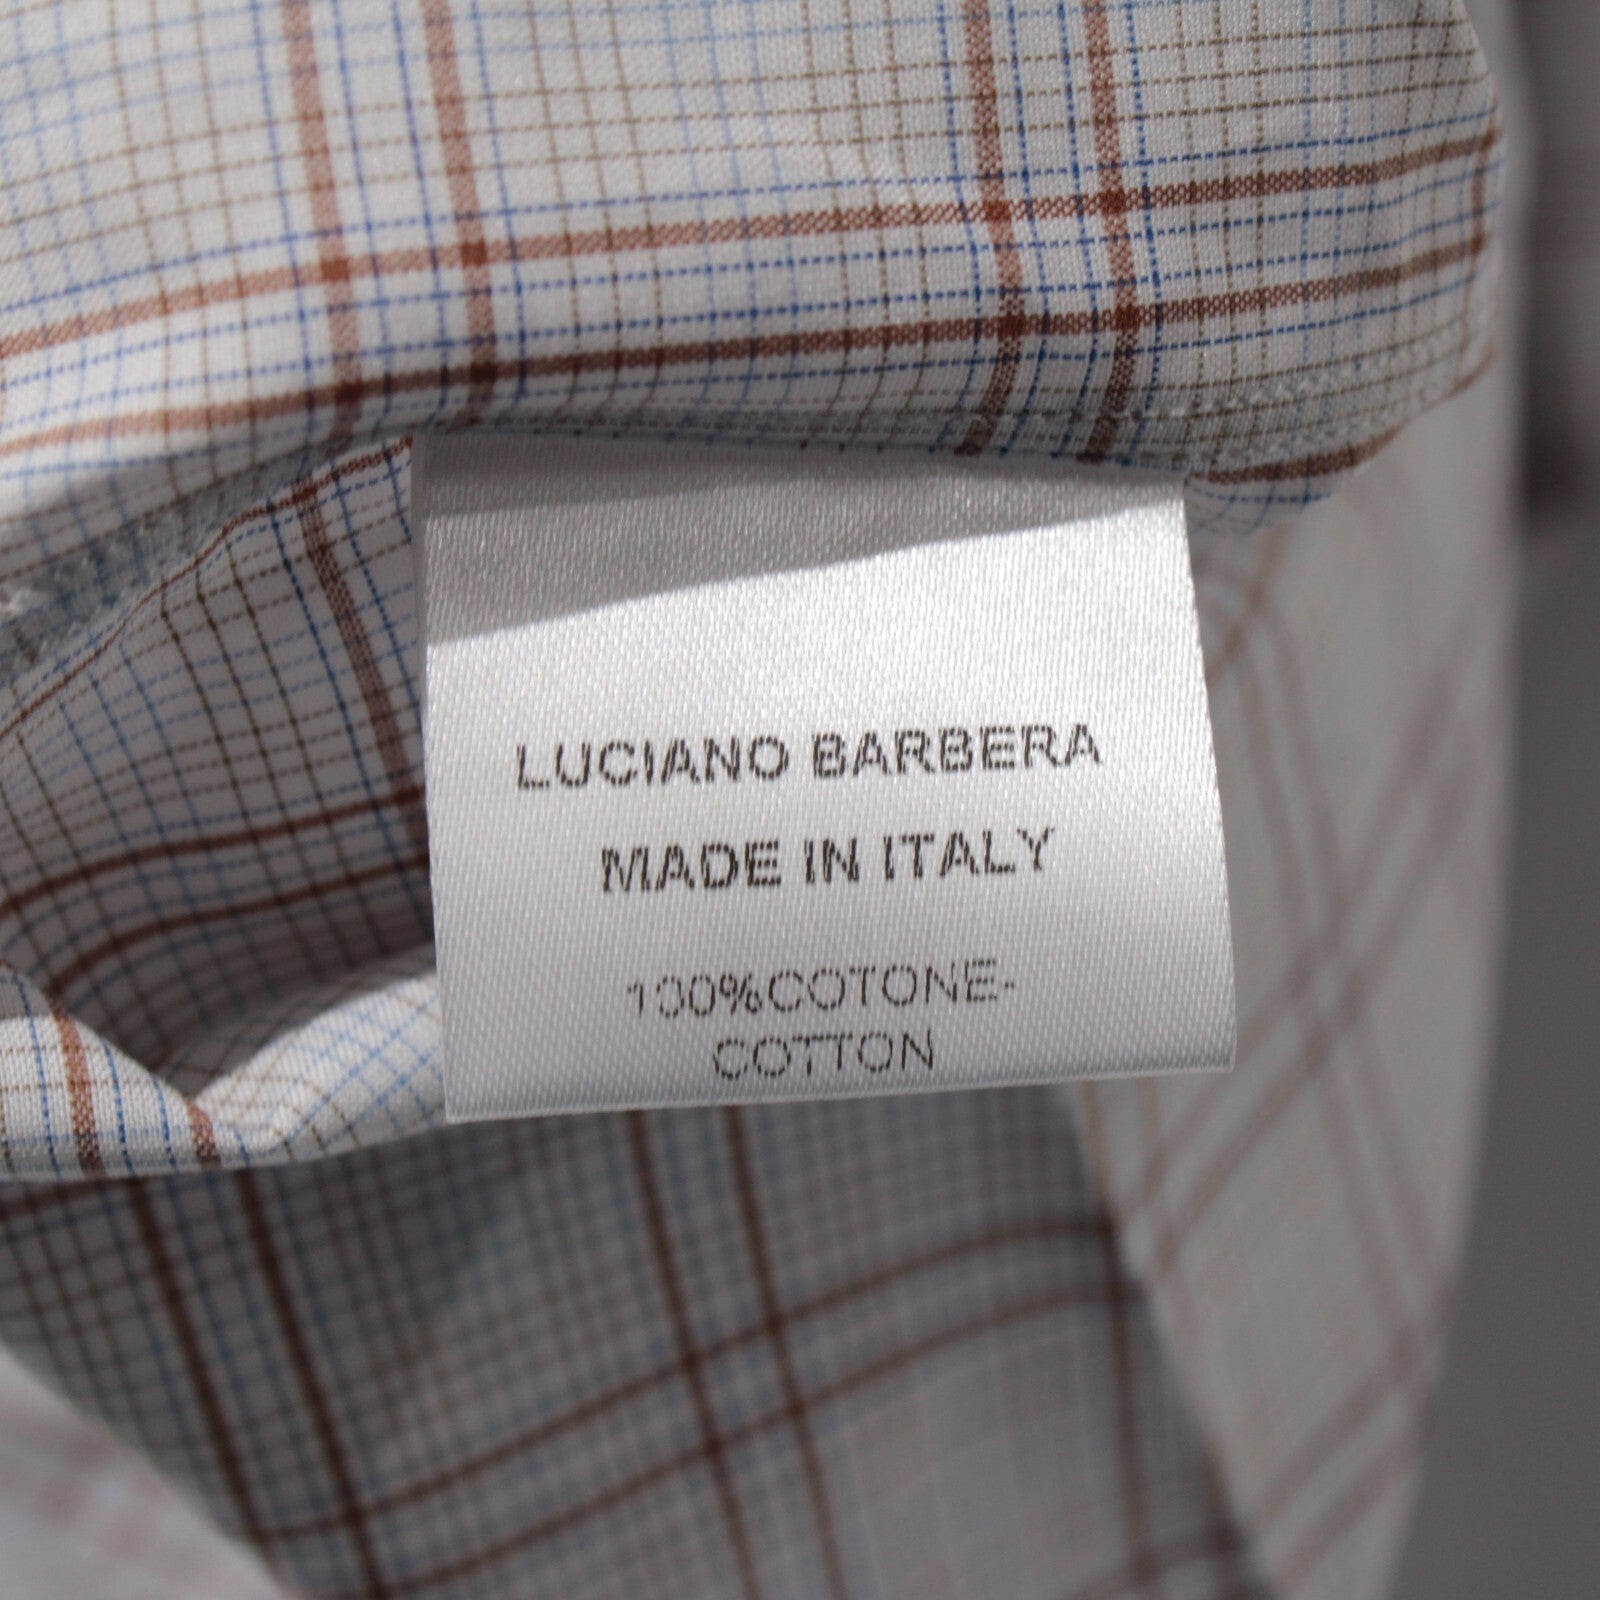 LUCIANO BARBERA
MADE IN ITALY
100%COTONE-
COTTON